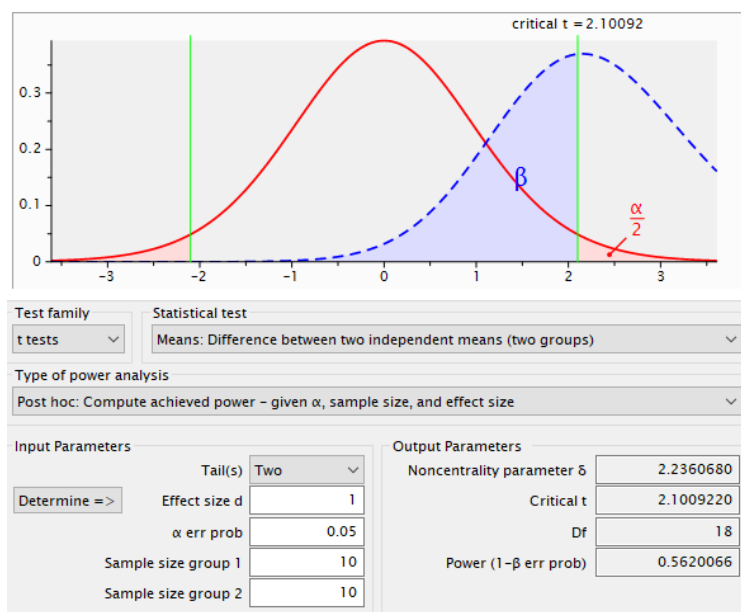 critical t = 2.10092
0.3
0.2
0.1
0
β
α
2
-3 -2 -1 0 1 2 3
Test family Statistical test
t tests Means: Difference between two independent means (two groups)
Type of power analysis
Post hoc: Compute achieved power – given α, sample size, and effect size
Input Parameters
Tail(s) Two
Determine => Effect size d 1
α err prob 0.05
Sample size group 1 10
Sample size group 2 10
Output Parameters
Noncentrality parameter δ 2.2360680
Critical t 2.1009220
Df 18
Power (1-β err prob) 0.5620066